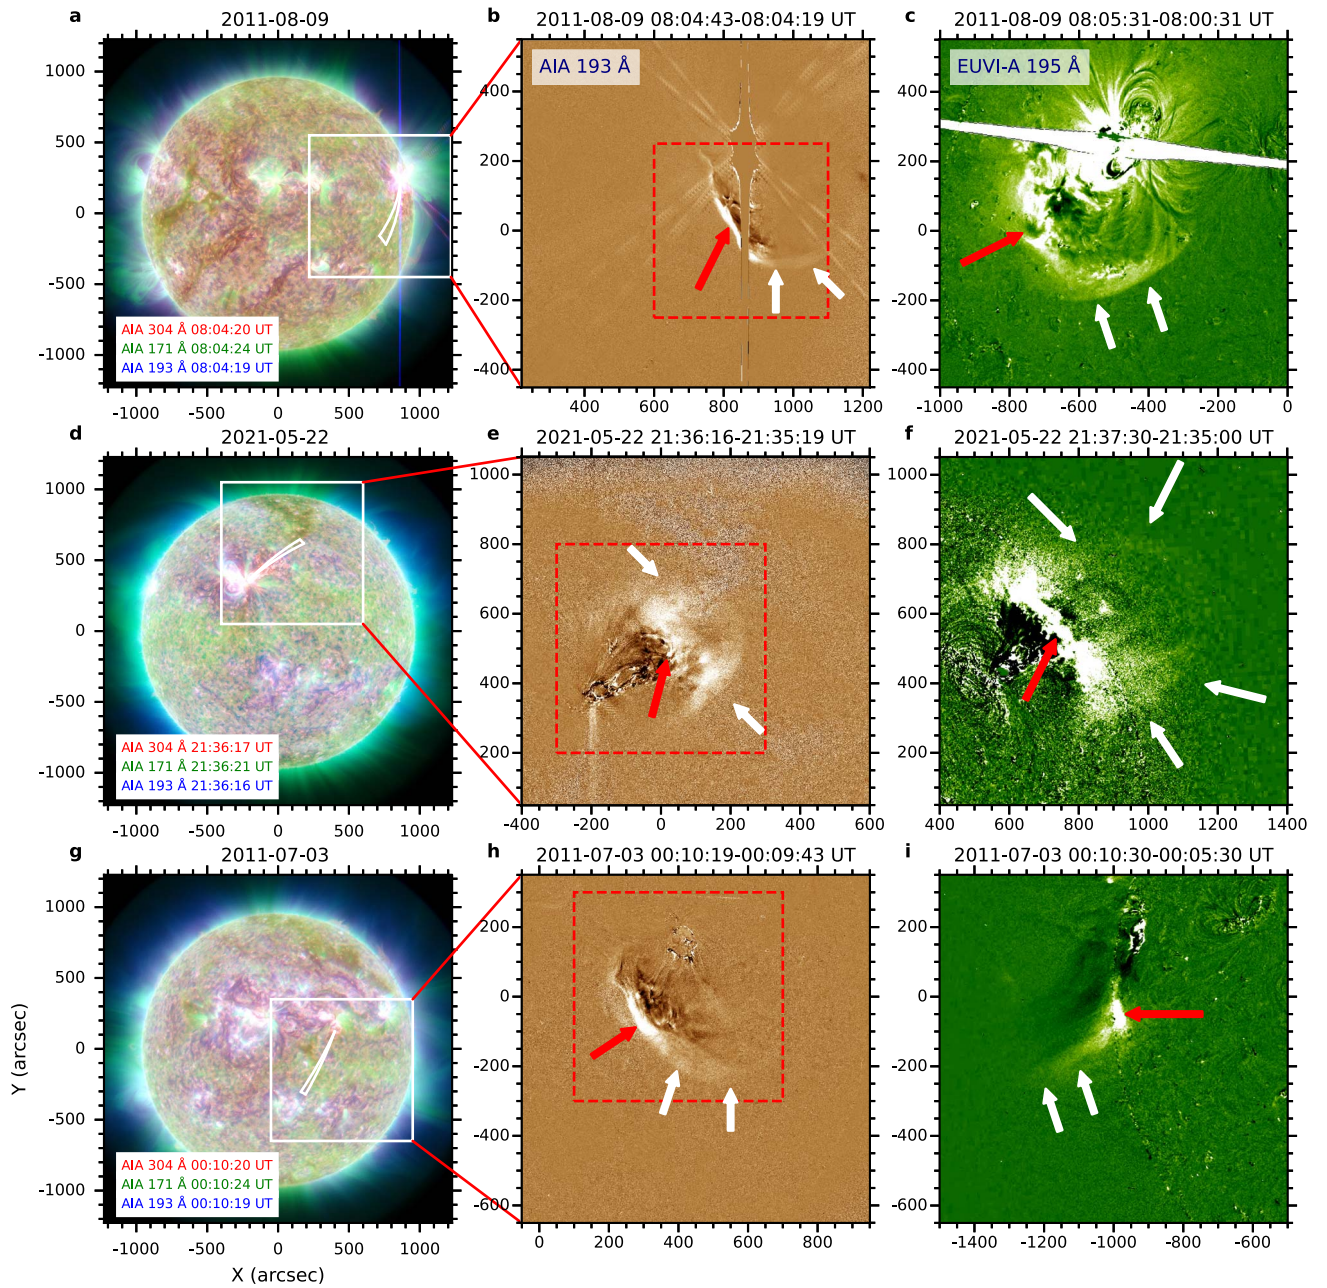 a
2011-08-09
b 2011-08-09 08:04:43-08:04:19 UT
c 2011-08-09 08:05:31-08:00:31 UT
AIA 193 Å
EUVI-A 195 Å
1000
500
0
-500
-1000
400
200
0
-200
-400
400
200
0
-200
-400
AIA 304 Å 08:04:20 UT
AIA 171 Å 08:04:24 UT
AIA 193 Å 08:04:19 UT
-1000 -500 0 500 1000
400 600 800 1000 1200
-1000 -800 -600 -400 -200 0
d
2021-05-22
e 2021-05-22 21:36:16-21:35:19 UT
f 2021-05-22 21:37:30-21:35:00 UT
1000
500
0
-500
-1000
1000
800
600
400
200
1000
800
600
400
200
AIA 304 Å 21:36:17 UT
AIA 171 Å 21:36:21 UT
AIA 193 Å 21:36:16 UT
-1000 -500 0 500 1000
-400 -200 0 200 400 600
400 600 800 1000 1200 1400
g
2011-07-03
h 2011-07-03 00:10:19-00:09:43 UT
i 2011-07-03 00:10:30-00:05:30 UT
1000
500
0
-500
-1000
200
0
-200
-400
-600
200
0
-200
-400
-600
AIA 304 Å 00:10:20 UT
AIA 171 Å 00:10:24 UT
AIA 193 Å 00:10:19 UT
-1000 -500 0 500 1000
0 200 400 600 800
-1400 -1200 -1000 -800 -600
Y (arcsec)
X (arcsec)